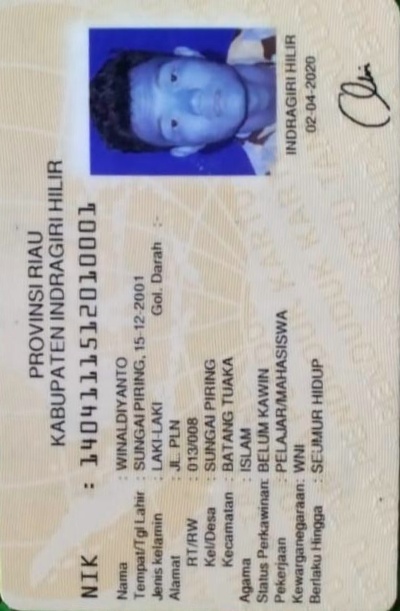 PROVINSI RIAU
KABUPATEN INDRAGIRI HILIR
NIK : 1404111512010001
Nama : WINALDIYANTO
Tempat/Tgl Lahir : SUNGAI PIRING, 15-12-2001
Jenis kelamin : LAKI-LAKI Gol. Darah :-
Alamat : JL. PLN
RT/RW : 013/008
Kel/Desa : SUNGAI PIRING
Kecamatan : BATANG TUAKA
Agama : ISLAM
Status Perkawinan: BELUM KAWIN
Pekerjaan : PELAJAR/MAHASISWA
Kewarganegaraan: WNI
Berlaku Hingga : SEUMUR HIDUP
INDRAGIRI HILIR
02-04-2020